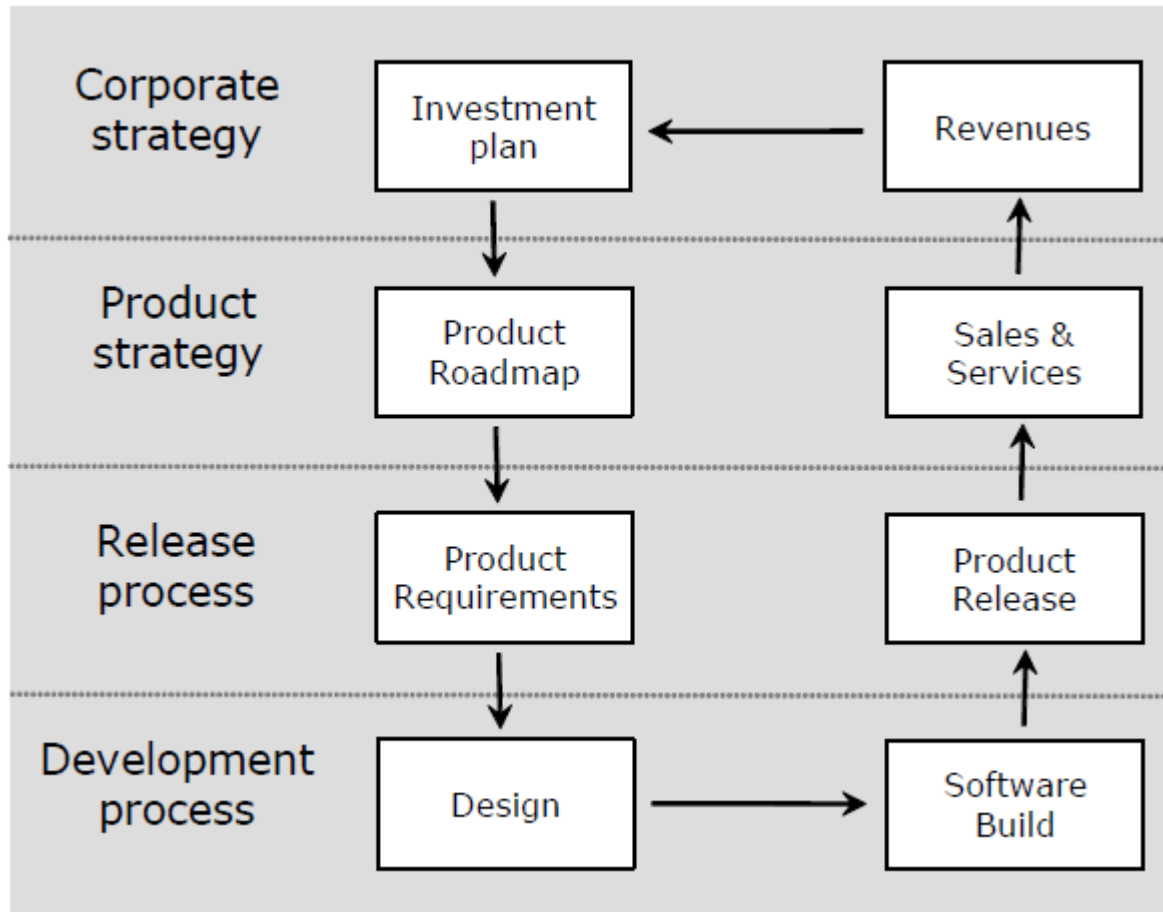 Corporate
strategy
Investment
plan
Revenues
Product
strategy
Product
Roadmap
Sales &
Services
Release
process
Product
Requirements
Product
Release
Development
process
Design
Software
Build